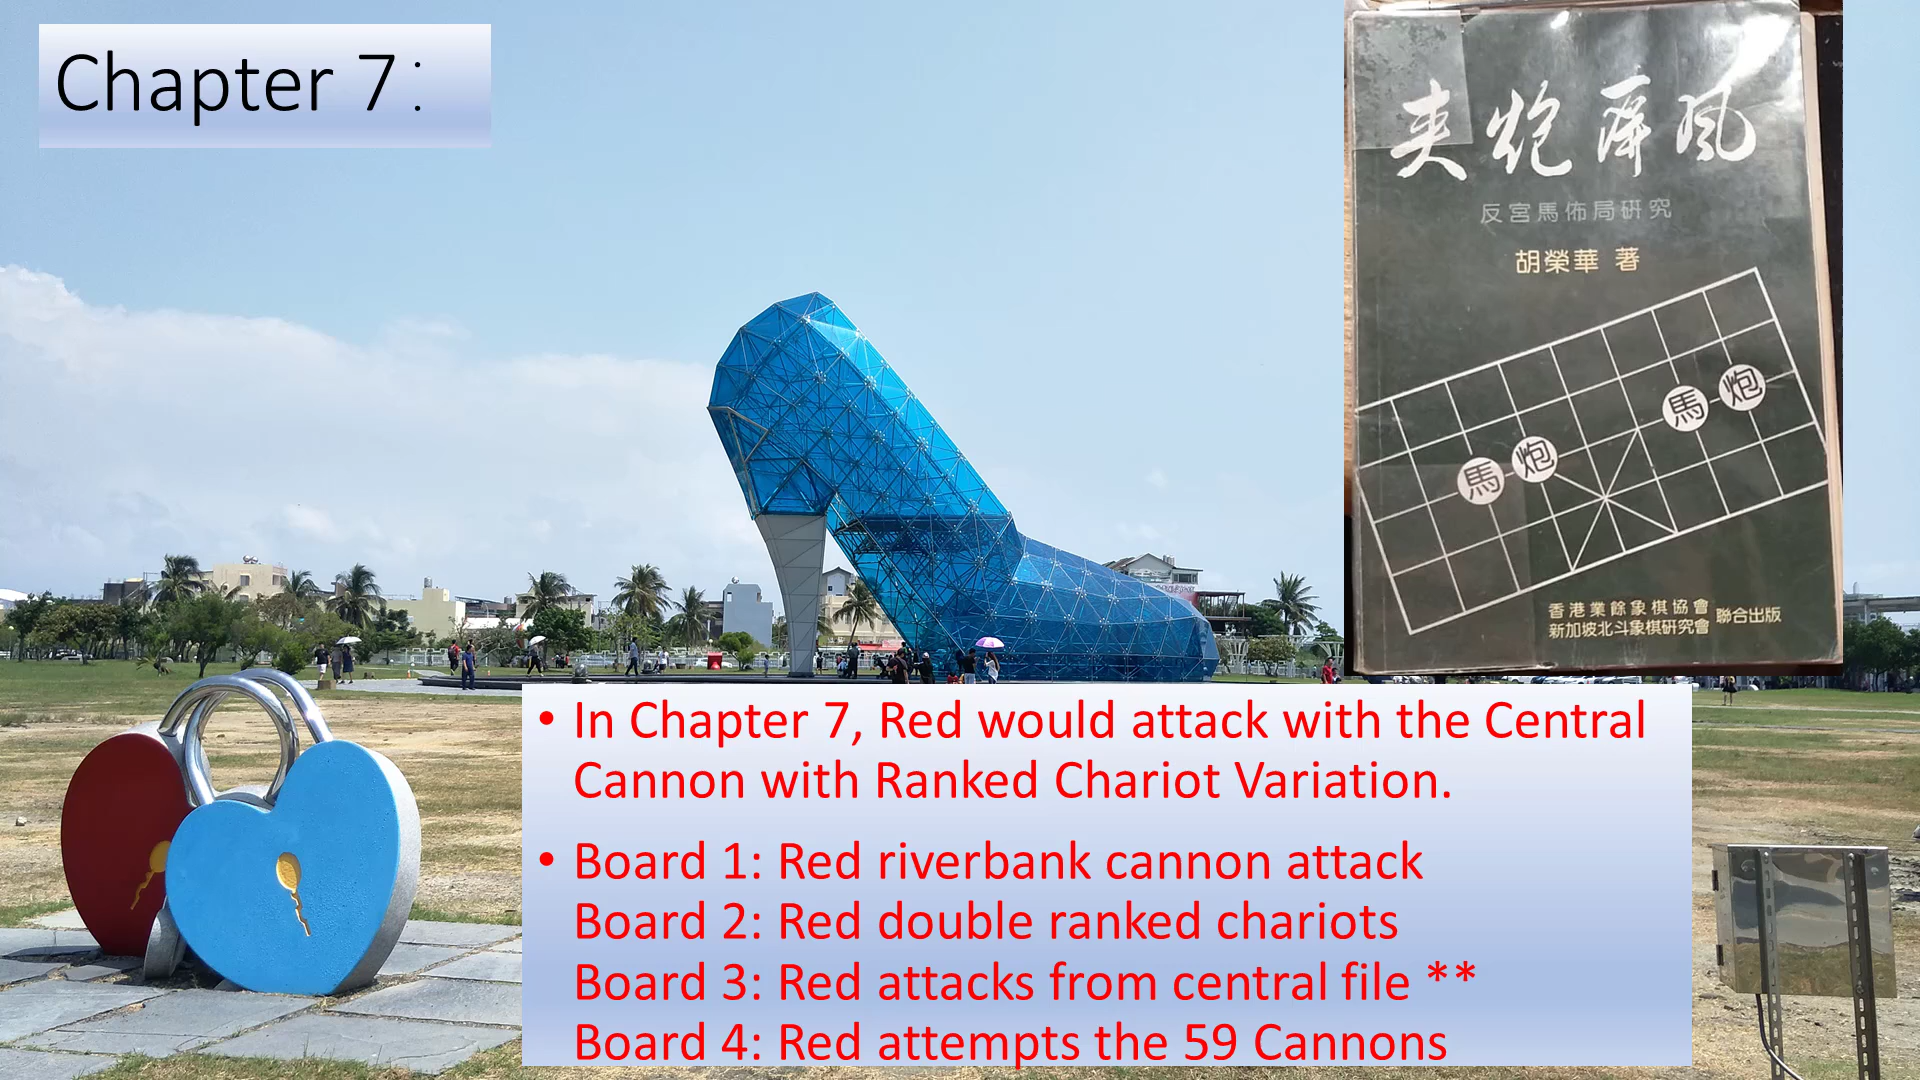 Chapter 7:
夹炮屏风
反宮馬佈局研究
胡榮華 著
馬 炮
馬 炮
香港業餘象棋協會
新加坡北斗象棋研究會 聯合出版
• In Chapter 7, Red would attack with the Central
Cannon with Ranked Chariot Variation.
• Board 1: Red riverbank cannon attack
Board 2: Red double ranked chariots
Board 3: Red attacks from central file **
Board 4: Red attempts the 59 Cannons